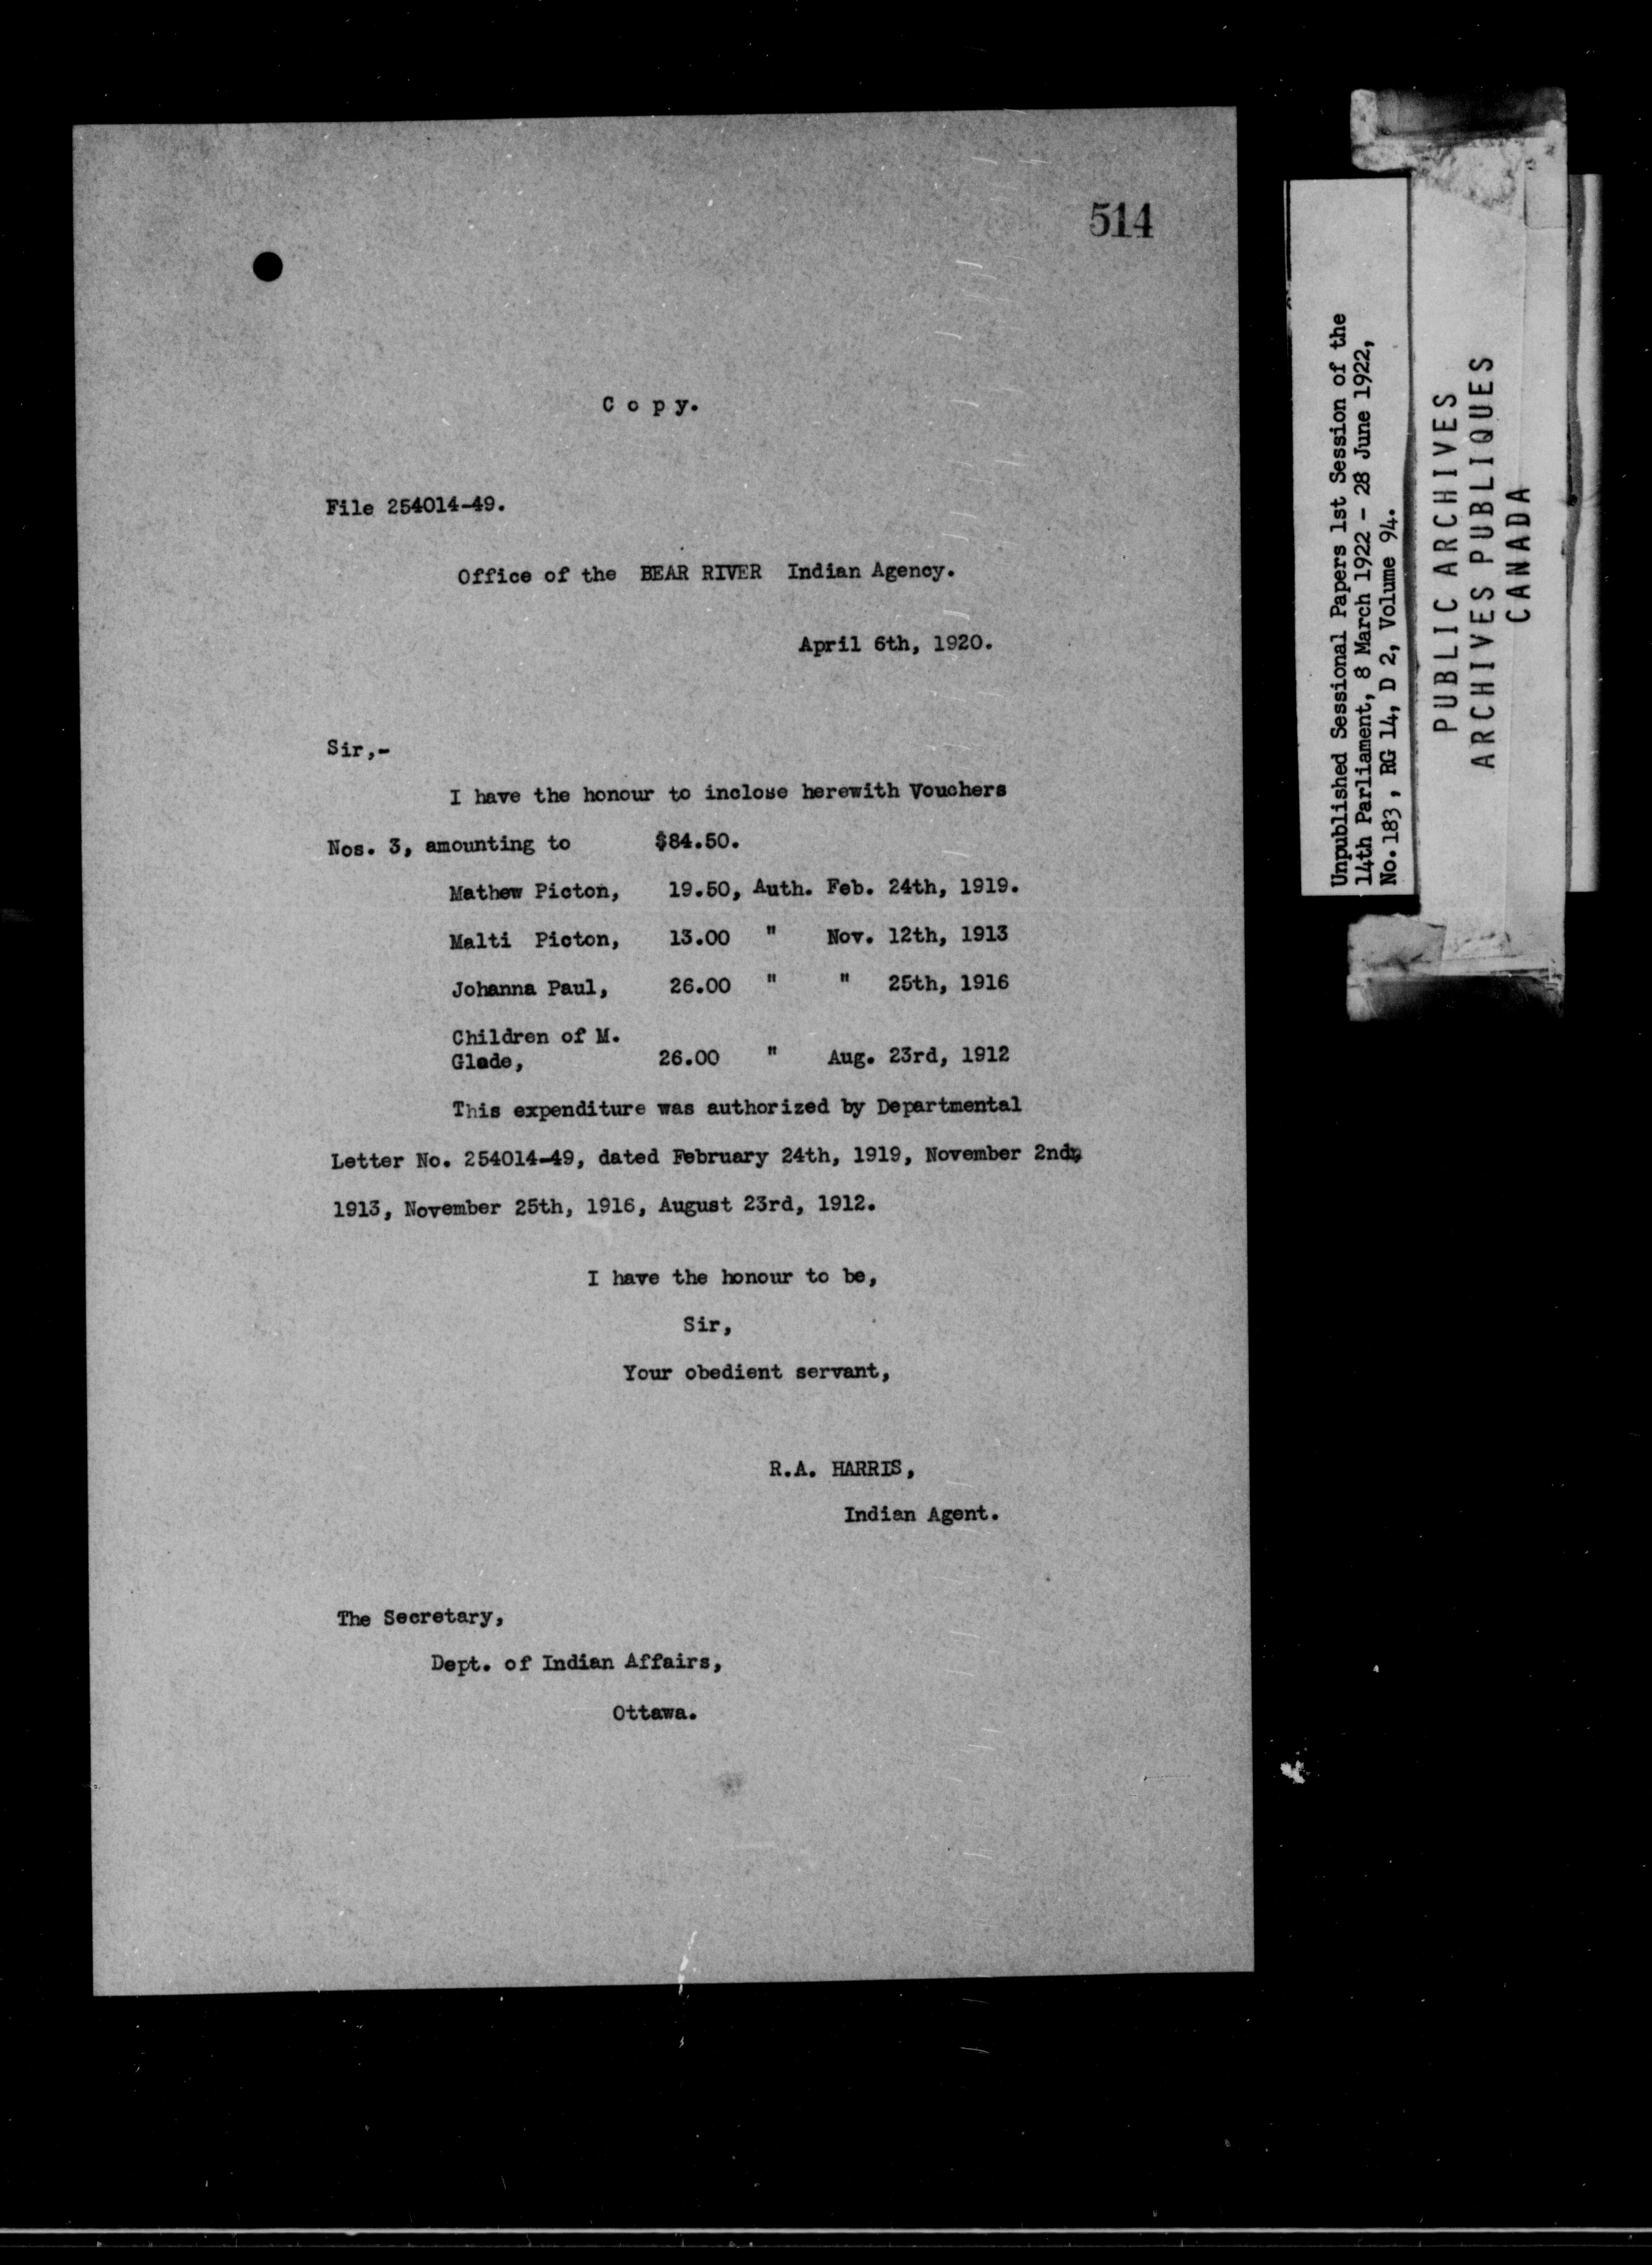 514
C o p y.
File 254014-49.
Office of the BEAR RIVER Indian Agency.
April 6th, 1920.
Sir,-
I have the honour to inclose herewith Vouchers
Nos. 3, amounting to $84.50.
Mathew Picton, 19.50, Auth. Feb. 24th, 1919.
Malti Picton, 13.00 " Nov. 12th, 1913
Johanna Paul, 26.00 " " 25th, 1916
Children of M.
Glade, 26.00 " Aug. 23rd, 1912
This expenditure was authorized by Departmental
Letter No. 254014-49, dated February 24th, 1919, November 2nd,
1913, November 25th, 1916, August 23rd, 1912.
I have the honour to be,
Sir,
Your obedient servant,
R.A. HARRIS,
Indian Agent.
The Secretary,
Dept. of Indian Affairs,
Ottawa.
Unpublished Sessional Papers 1st Session of the
14th Parliament, 8 March 1922 - 28 June 1922,
No. 183, RG 14, D 2, Volume 94.
PUBLIC ARCHIVES
ARCHIVES PUBLIQUES
CANADA